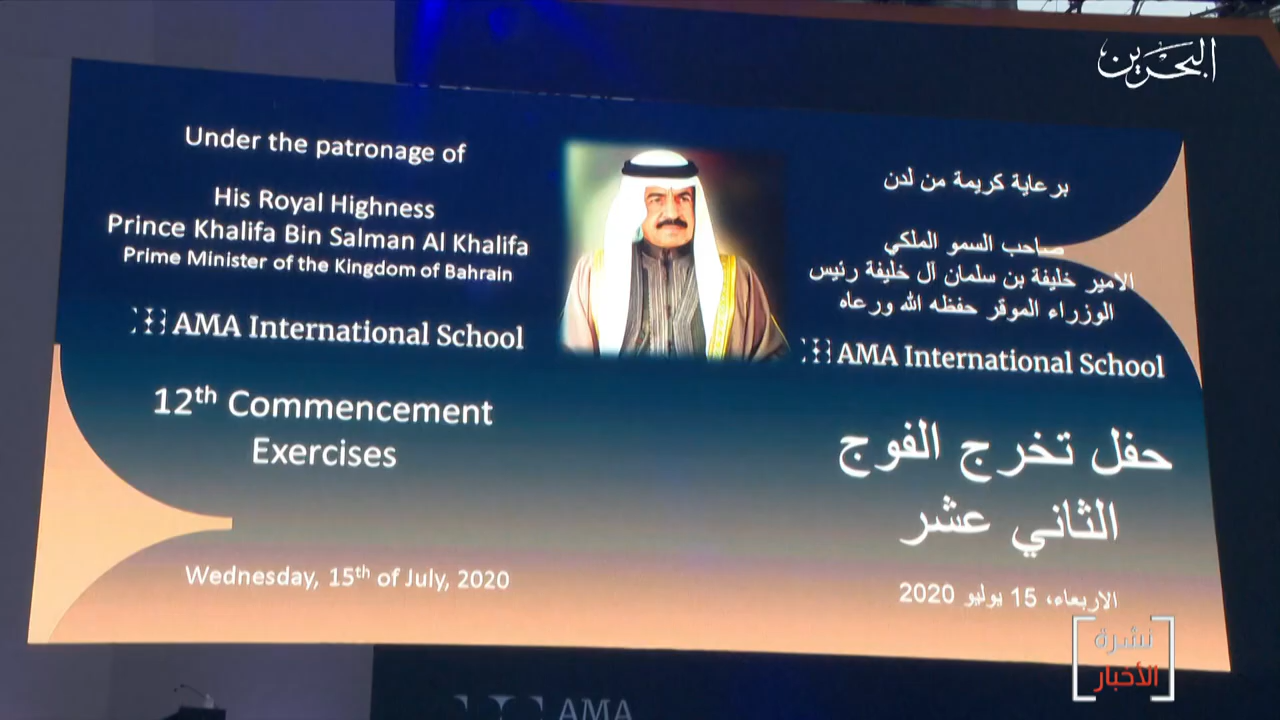 البحرين
Under the patronage of
His Royal Highness
Prince Khalifa Bin Salman Al Khalifa
Prime Minister of the Kingdom of Bahrain
AMA International School
12th Commencement
Exercises
Wednesday, 15th of July, 2020
برعاية كريمة من لدن
صاحب السمو الملكي
الامير خليفة بن سلمان آل خليفة رئيس
الوزراء الموقر حفظه الله ورعاه
AMA International School
حفل تخرج الفوج
الثاني عشر
الاربعاء، 15 يوليو 2020
نشرة
الأخبار
AMA